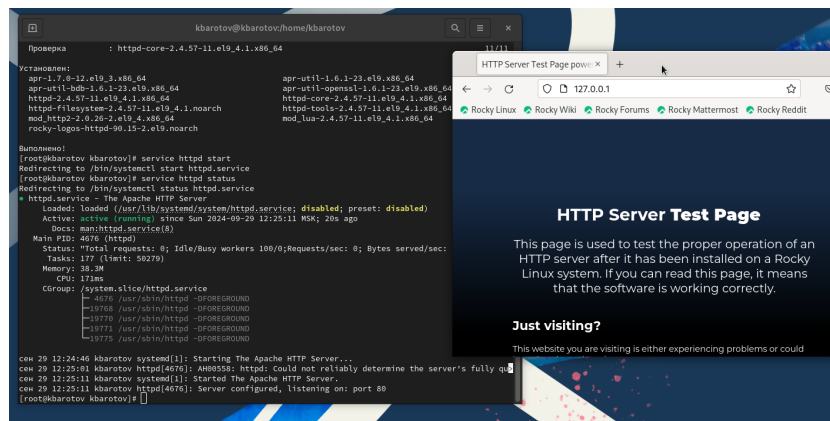 kbarotov@kbarotov:/home/kbarotov
Проверка : httpd-core-2.4.57-11.el9_4.1.x86_64 11/11
Установлен:
apr-1.7.0-12.el9_3.x86_64 apr-util-1.6.1-23.el9.x86_64
apr-util-bdb-1.6.1-23.el9.x86_64 apr-util-openssl-1.6.1-23.el9.x86_64
httpd-2.4.57-11.el9_4.1.x86_64 httpd-core-2.4.57-11.el9_4.1.x86_64
httpd-filesystem-2.4.57-11.el9_4.1.noarch httpd-tools-2.4.57-11.el9_4.1.x86_64
mod_http2-2.0.26-2.el9_4.x86_64 mod_lua-2.4.57-11.el9_4.1.x86_64
rocky-logos-httpd-90.15-2.el9.noarch
Выполнено!
[root@kbarotov kbarotov]# service httpd start
Redirecting to /bin/systemctl start httpd.service
[root@kbarotov kbarotov]# service httpd status
Redirecting to /bin/systemctl status httpd.service
● httpd.service - The Apache HTTP Server
Loaded: loaded (/usr/lib/systemd/system/httpd.service; disabled; preset: disabled)
Active: active (running) since Sun 2024-09-29 12:25:11 MSK; 20s ago
Docs: man:httpd.service(8)
Main PID: 4676 (httpd)
Status: "Total requests: 0; Idle/Busy workers 100/0;Requests/sec: 0; Bytes served/sec:
Tasks: 177 (limit: 50279)
Memory: 38.3M
CPU: 171ms
CGroup: /system.slice/httpd.service
├─ 4676 /usr/sbin/httpd -DFOREGROUND
├─19768 /usr/sbin/httpd -DFOREGROUND
├─19770 /usr/sbin/httpd -DFOREGROUND
├─19771 /usr/sbin/httpd -DFOREGROUND
└─19775 /usr/sbin/httpd -DFOREGROUND
сен 29 12:24:46 kbarotov systemd[1]: Starting The Apache HTTP Server...
сен 29 12:25:01 kbarotov httpd[4676]: AH00558: httpd: Could not reliably determine the server's fully qu>
сен 29 12:25:11 kbarotov systemd[1]: Started The Apache HTTP Server.
сен 29 12:25:11 kbarotov httpd[4676]: Server configured, listening on: port 80
[root@kbarotov kbarotov]#
HTTP Server Test Page powe
127.0.0.1
Rocky Linux Rocky Wiki Rocky Forums Rocky Mattermost Rocky Reddit
HTTP Server Test Page
This page is used to test the proper operation of an
HTTP server after it has been installed on a Rocky
Linux system. If you can read this page, it means
that the software is working correctly.
Just visiting?
This website you are visiting is either experiencing problems or could